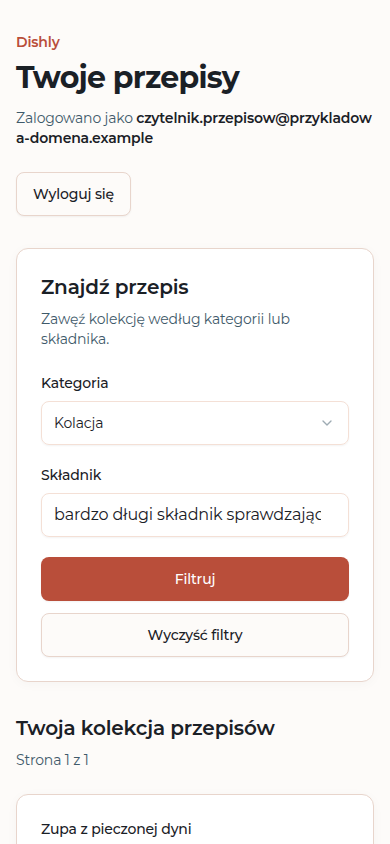 Dishly
Twoje przepisy
Zalogowano jako czytelnik.przepisow@przykladow
a-domena.example
Wyloguj się
Znajdź przepis
Zawęź kolekcję według kategorii lub
składnika.
Kategoria
Kolacja
Składnik
bardzo długi składnik sprawdzając
Filtruj
Wyczyść filtry
Twoja kolekcja przepisów
Strona 1 z 1
Zupa z pieczonej dyni